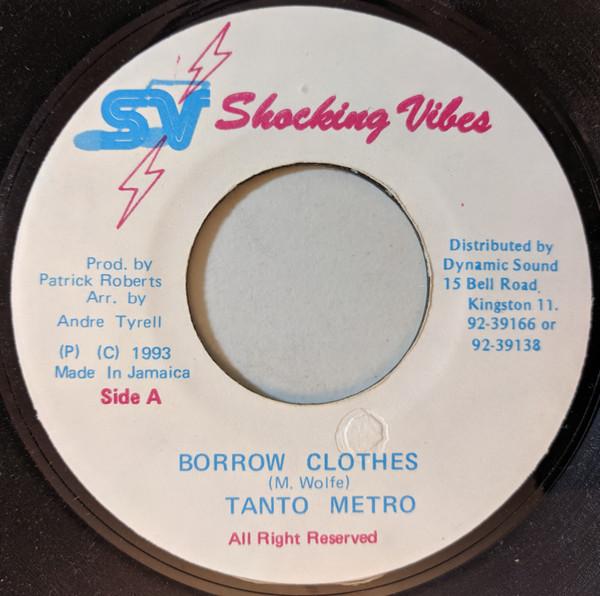 SV Shocking Vibes
Prod. by
Patrick Roberts
Arr. by
Andre Tyrell
(P) (C) 1993
Made In Jamaica
Side A
Distributed by
Dynamic Sound
15 Bell Road,
Kingston 11.
92-39166 or
92-39138
BORROW CLOTHES
(M. Wolfe)
TANTO METRO
All Right Reserved